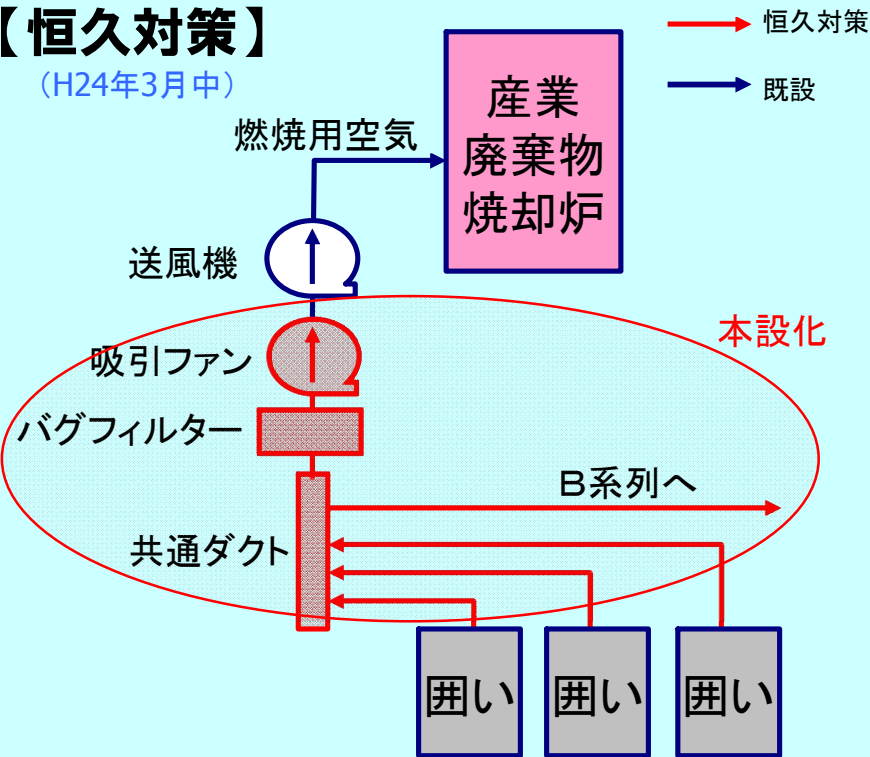 【恒久対策】
（H24年3月中）
恒久対策
既設
産業
廃棄物
焼却炉
燃焼用空気
送風機
本設化
吸引ファン
バグフィルター
B系列へ
共通ダクト
囲い
囲い
囲い